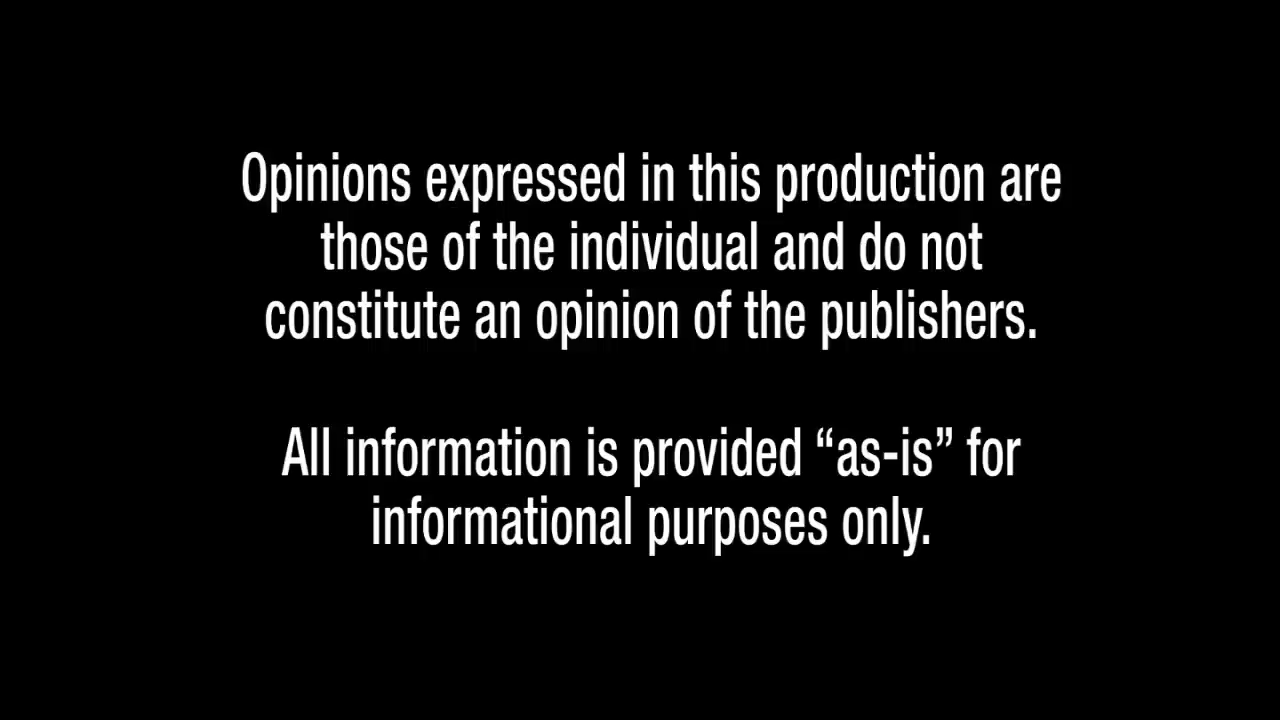 Opinions expressed in this production are
those of the individual and do not
constitute an opinion of the publishers.
All information is provided “as-is” for
informational purposes only.